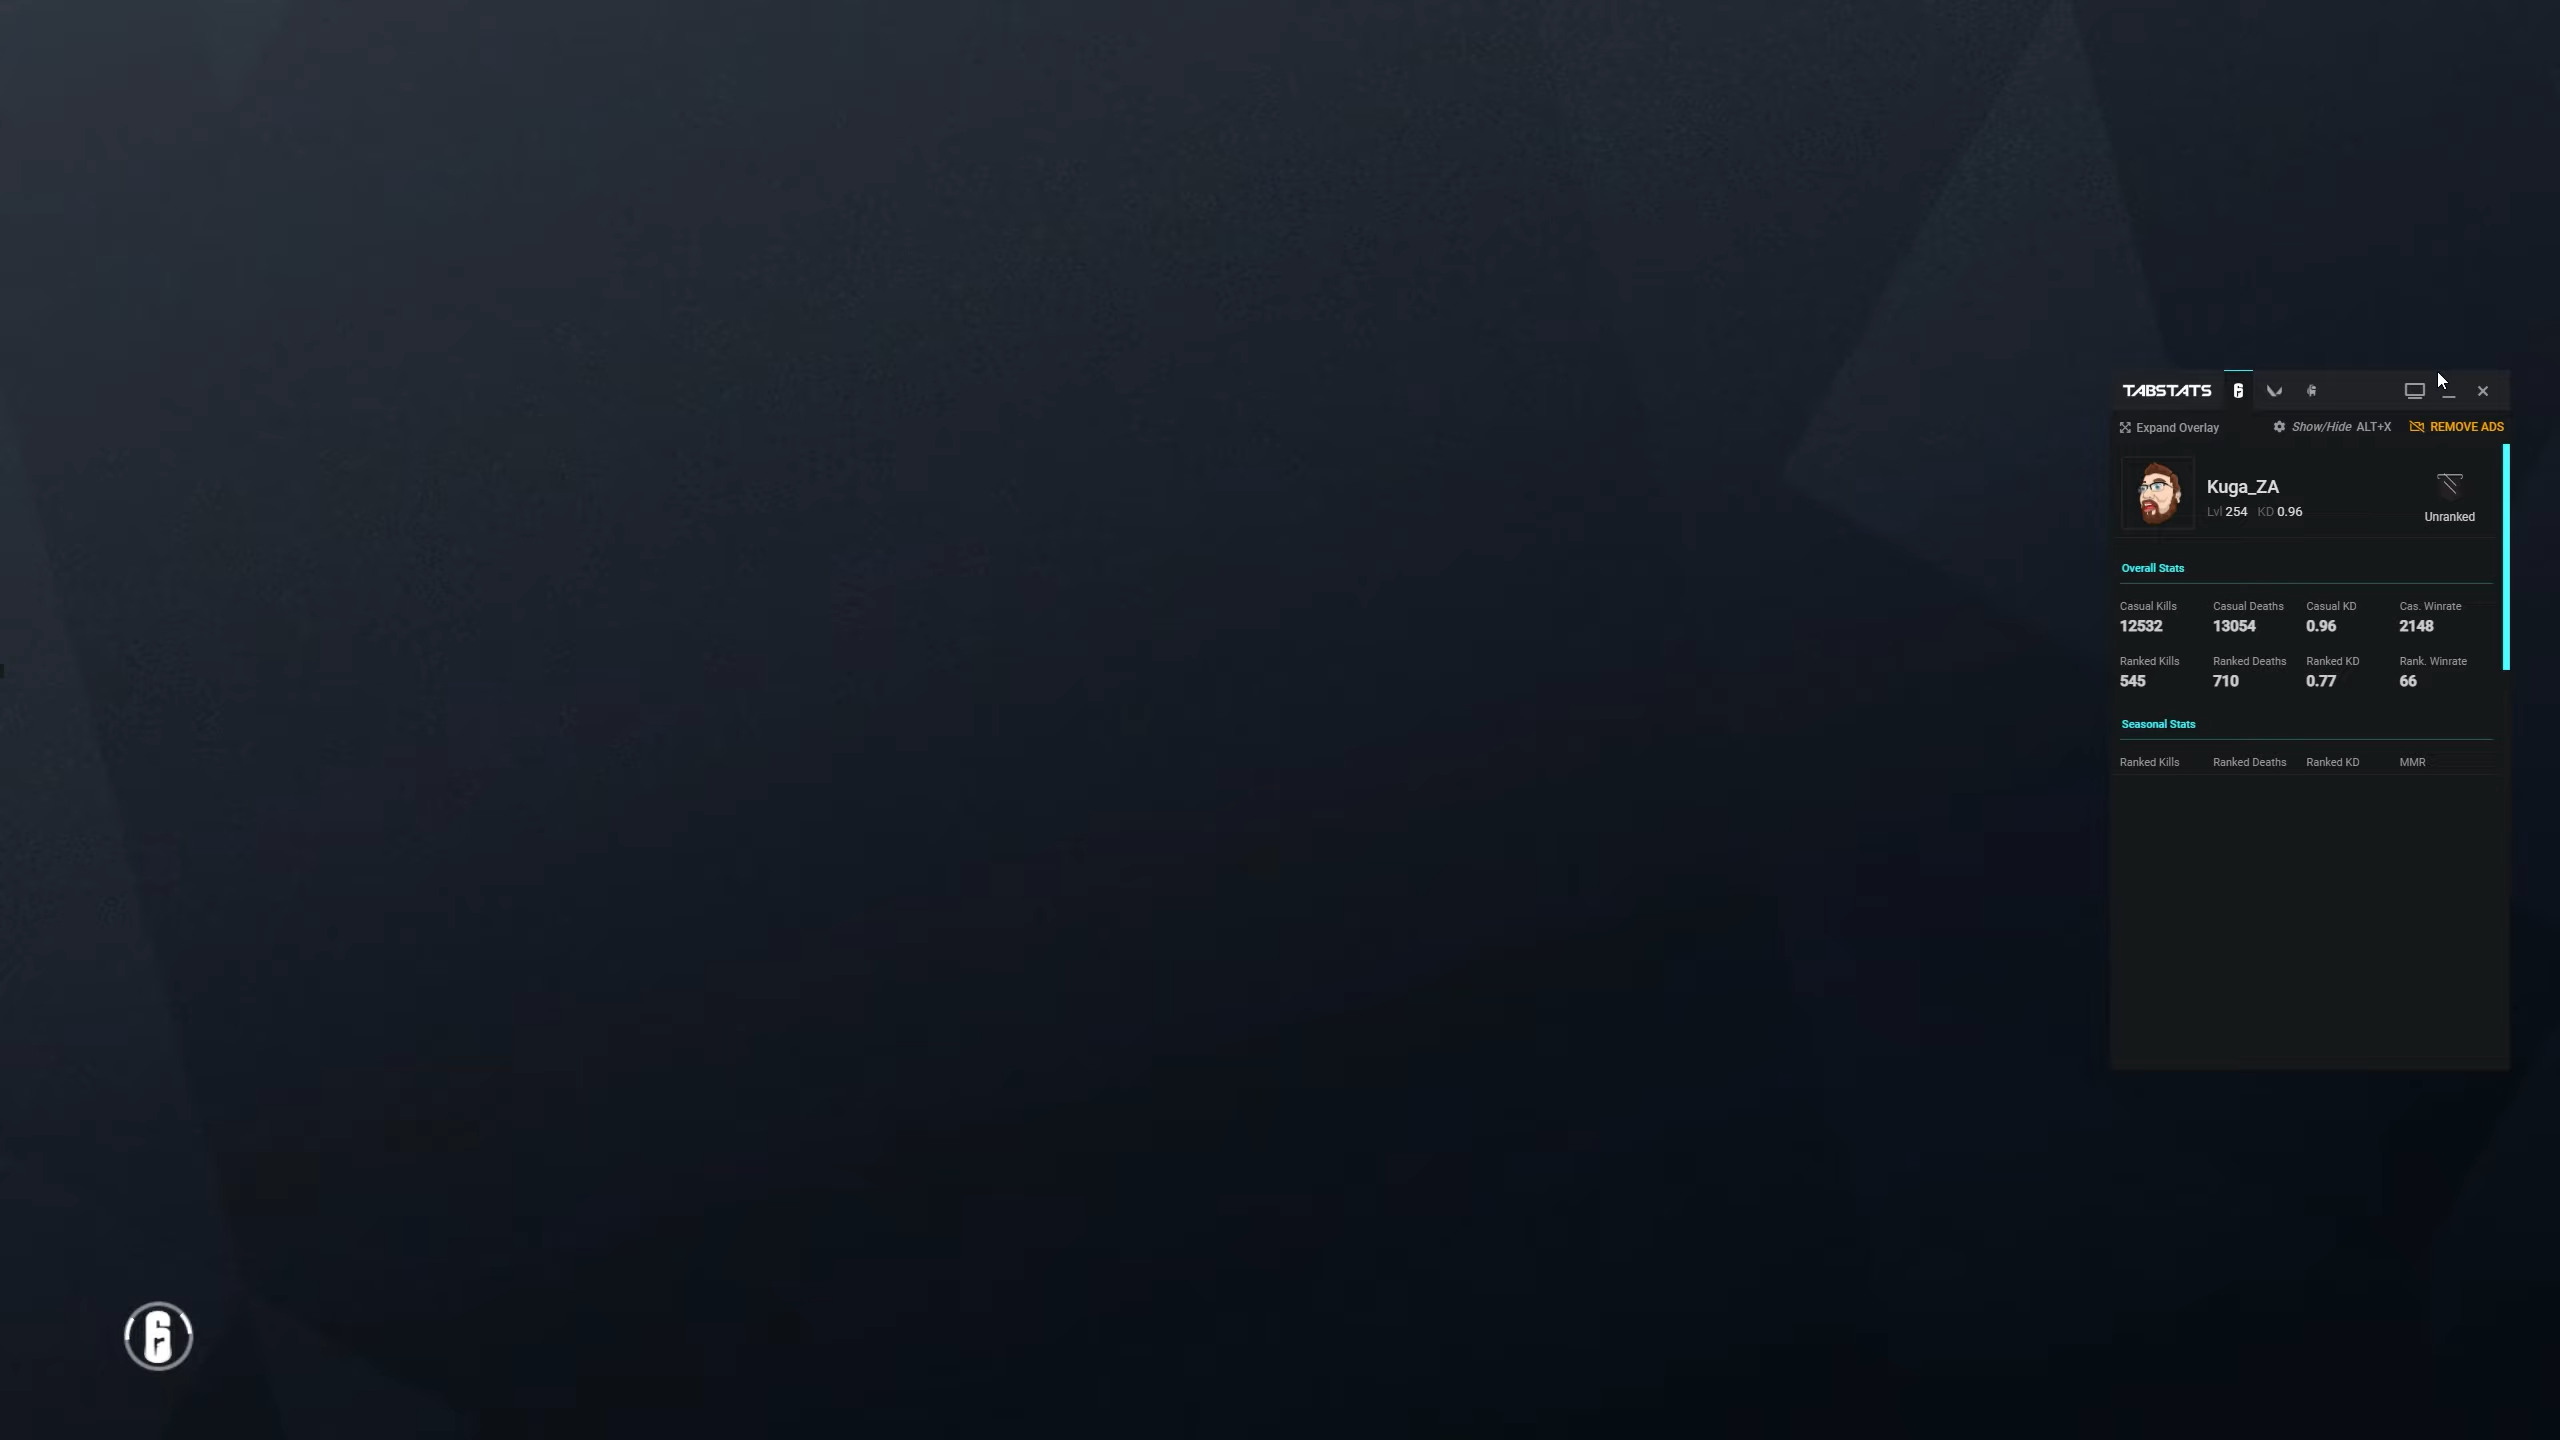 TABSTATS
Expand Overlay Show/Hide ALT+X REMOVE ADS
Kuga_ZA
Lvl 254 KD 0.96
Unranked
Overall Stats
Casual Kills Casual Deaths Casual KD Cas. Winrate
12532 13054 0.96 2148
Ranked Kills Ranked Deaths Ranked KD Rank. Winrate
545 710 0.77 66
Seasonal Stats
Ranked Kills Ranked Deaths Ranked KD MMR
6